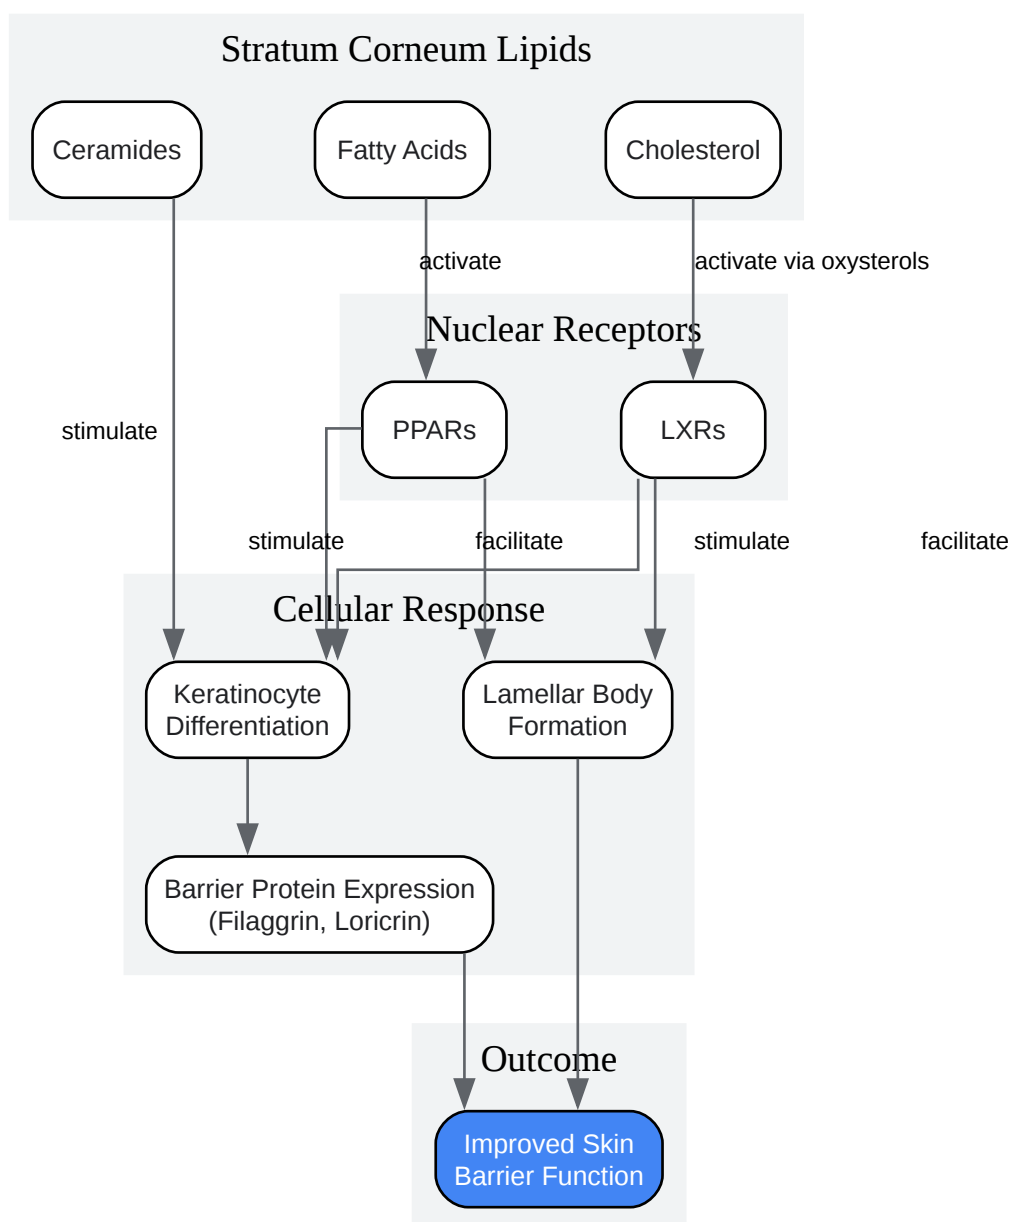 Stratum Corneum Lipids
Ceramides
Fatty Acids
Cholesterol
activate
activate via oxysterols
Nuclear Receptors
PPARs
LXRs
stimulate
stimulate
facilitate
stimulate
facilitate
Cellular Response
Keratinocyte
Differentiation
Lamellar Body
Formation
Barrier Protein Expression
(Filaggrin, Loricrin)
Outcome
Improved Skin
Barrier Function